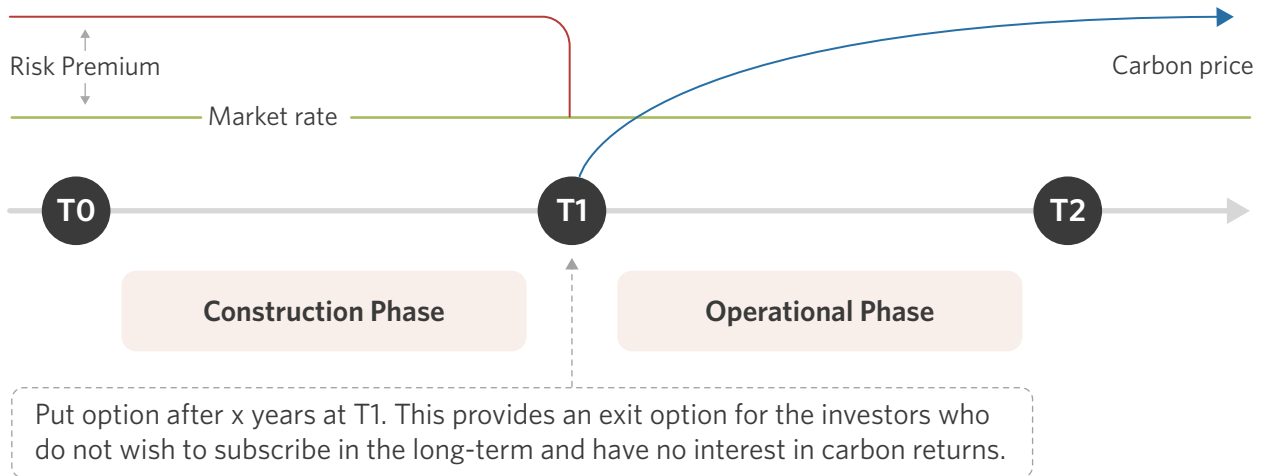 Risk Premium
Carbon price
Market rate
T0
T1
T2
Construction Phase
Operational Phase
Put option after x years at T1. This provides an exit option for the investors who
do not wish to subscribe in the long-term and have no interest in carbon returns.